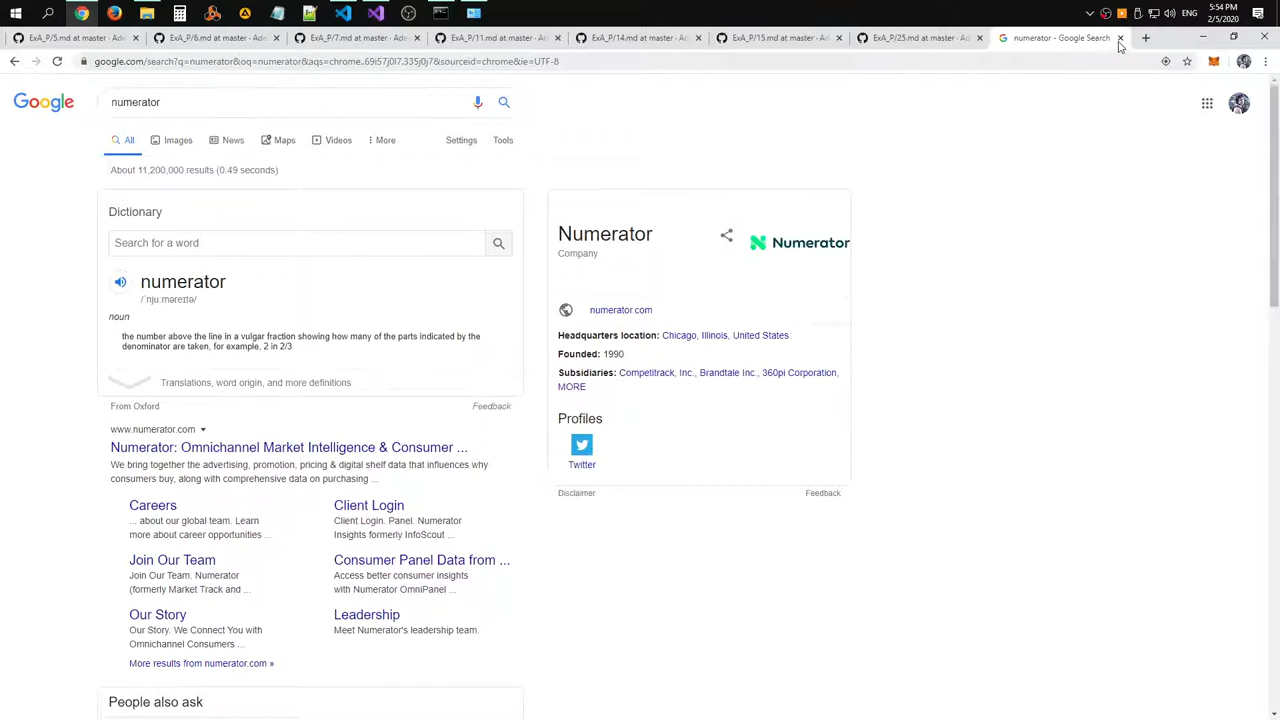 ENG
5:54 PM
2/5/2020
ExA_P/5.md at master · Ade
ExA_P/6.md at master · Ade
ExA_P/7.md at master · Ade
ExA_P/11.md at master · Ad
ExA_P/14.md at master · Ad
ExA_P/15.md at master · Ad
ExA_P/25.md at master · Ad
numerator - Google Search
google.com/search?q=numerator&oq=numerator&aqs=chrome..69i57j0l7.335j0j7&sourceid=chrome&ie=UTF-8
Google
numerator
All
Images
News
Maps
Videos
More
Settings
Tools
About 11,200,000 results (0.49 seconds)
Dictionary
Search for a word
numerator
/ˈnjuːməreɪtə/
noun
the number above the line in a vulgar fraction showing how many of the parts indicated by the
denominator are taken, for example, 2 in 2/3.
Translations, word origin, and more definitions
From Oxford
Feedback
www.numerator.com
Numerator: Omnichannel Market Intelligence & Consumer ...
We bring together the advertising, promotion, pricing & digital shelf data that influences why
consumers buy, along with comprehensive data on purchasing ...
Careers
... about our global team. Learn
more about career opportunities ...
Client Login
Client Login. Panel. Numerator
Insights formerly InfoScout ...
Join Our Team
Join Our Team. Numerator
(formerly Market Track and ...
Consumer Panel Data from ...
Access better consumer insights
with Numerator OmniPanel ...
Our Story
Our Story. We Connect You with
Omnichannel Consumers ...
Leadership
Meet Numerator's leadership team.
More results from numerator.com »
People also ask
Numerator
Company
Numerator
numerator.com
Headquarters location: Chicago, Illinois, United States
Founded: 1990
Subsidiaries: Competitrack, Inc., Brandtale Inc., 360pi Corporation,
MORE
Profiles
Twitter
Disclaimer
Feedback